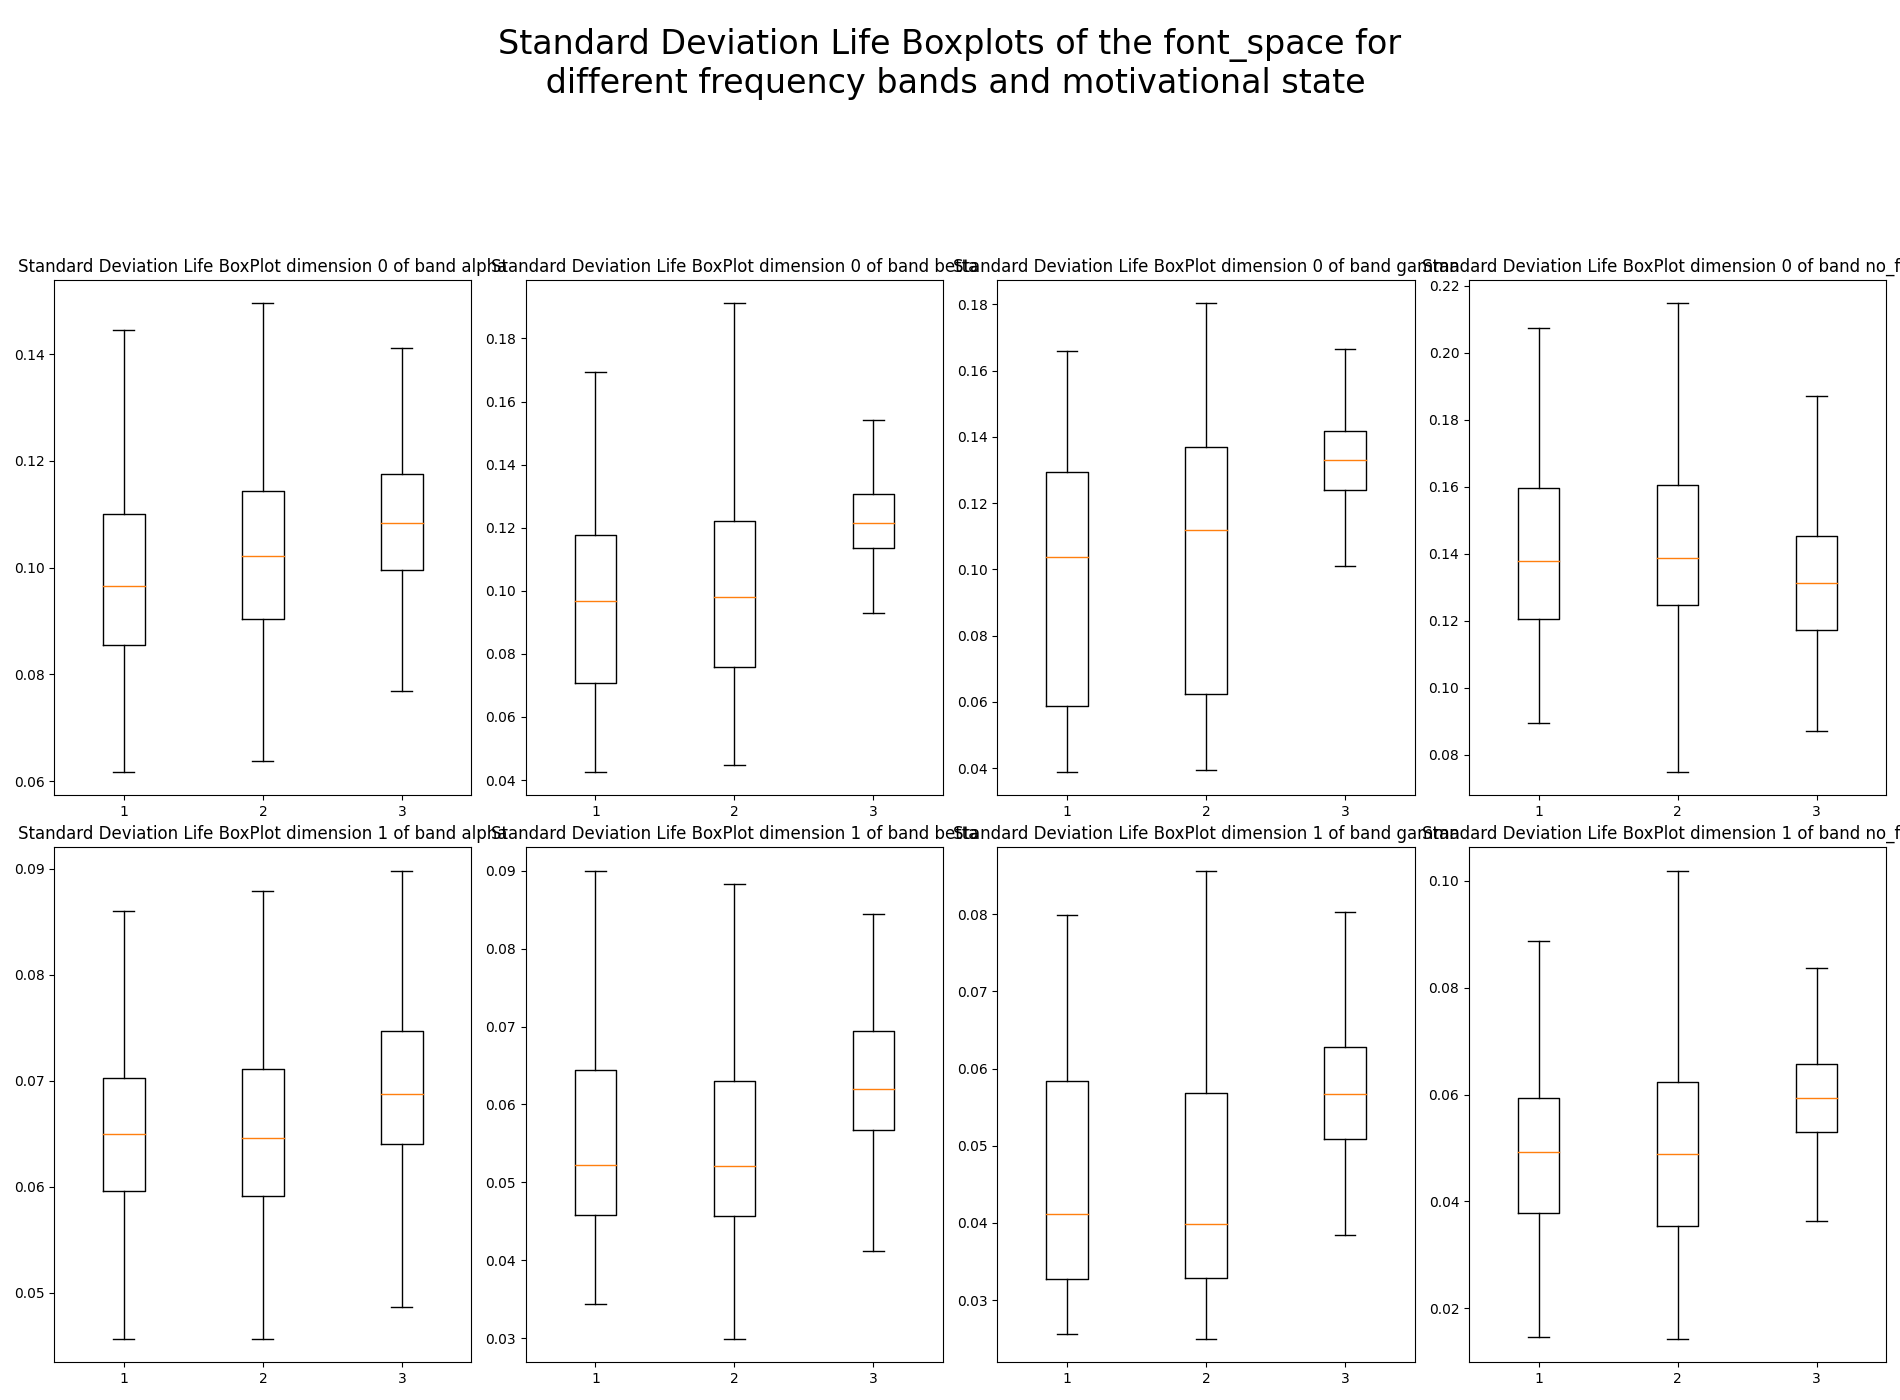 Standard Deviation Life Boxplots of the font_space for
different frequency bands and motivational state
Standard Deviation Life BoxPlot dimension 0 of band alpha
Standard Deviation Life BoxPlot dimension 0 of band betta
Standard Deviation Life BoxPlot dimension 0 of band gamma
Standard Deviation Life BoxPlot dimension 0 of band no_f
0.14
0.12
0.10
0.08
0.06
1 2 3
0.18
0.16
0.14
0.12
0.10
0.08
0.06
0.04
1 2 3
0.18
0.16
0.14
0.12
0.10
0.08
0.06
0.04
1 2 3
0.22
0.20
0.18
0.16
0.14
0.12
0.10
0.08
1 2 3
Standard Deviation Life BoxPlot dimension 1 of band alpha
Standard Deviation Life BoxPlot dimension 1 of band betta
Standard Deviation Life BoxPlot dimension 1 of band gamma
Standard Deviation Life BoxPlot dimension 1 of band no_f
0.09
0.08
0.07
0.06
0.05
1 2 3
0.09
0.08
0.07
0.06
0.05
0.04
0.03
1 2 3
0.08
0.07
0.06
0.05
0.04
0.03
1 2 3
0.10
0.08
0.06
0.04
0.02
1 2 3